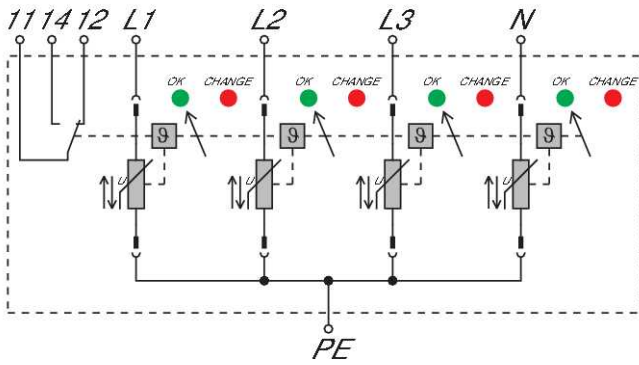 11 14 12 L1 L2 L3 N
OK CHANGE OK CHANGE OK CHANGE OK CHANGE
ϑ ϑ ϑ ϑ
U U U U
PE